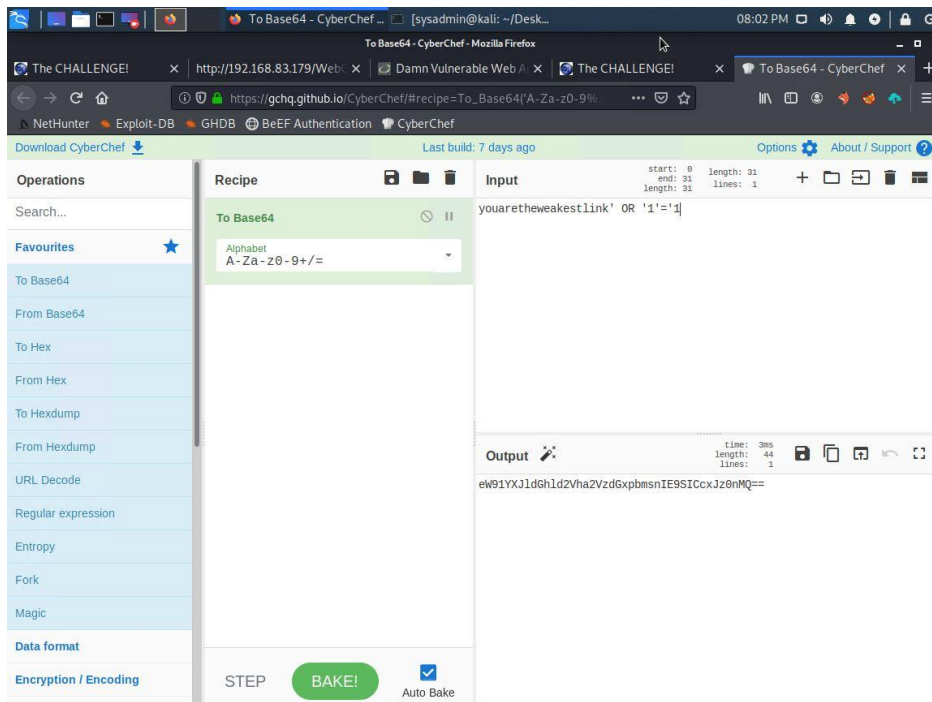 To Base64 - CyberChef ... [sysadmin@kali: ~/Desk... 08:02 PM
To Base64 - CyberChef - Mozilla Firefox
The CHALLENGE! http://192.168.83.179/WebG Damn Vulnerable Web A The CHALLENGE! To Base64 - CyberChef
https://gchq.github.io/CyberChef/#recipe=To_Base64('A-Za-z0-9%
NetHunter Exploit-DB GHDB BeEF Authentication CyberChef
Download CyberChef Last build: 7 days ago Options About / Support
Operations Recipe Input start: 0 end: 31 length: 31 length: 31 lines: 1
Search... To Base64 youaretheweakestlink' OR '1'='1
Favourites Alphabet
A-Za-z0-9+/=
To Base64
From Base64
To Hex
From Hex
To Hexdump
From Hexdump
Output time: 3ms length: 44 lines: 1
URL Decode eW91YXJldGhld2Vha2VzdGxpbmsnIE9SICcxJz0nMQ==
Regular expression
Entropy
Fork
Magic
Data format
Encryption / Encoding STEP BAKE! Auto Bake